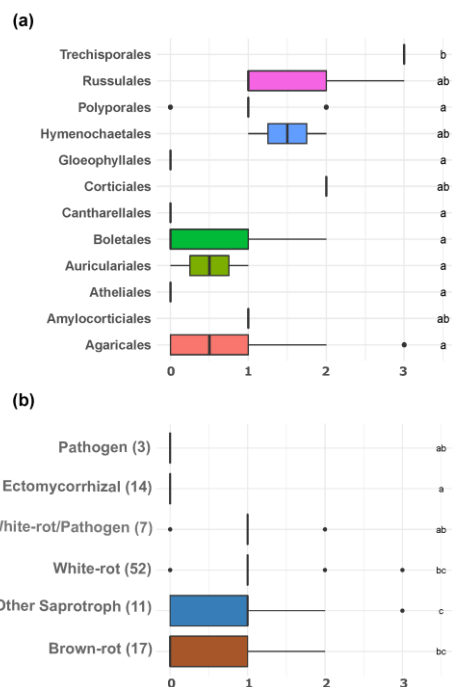 (a)
Trechisporales b
Russulales ab
Polyporales a
Hymenochaetales ab
Gloeophyllales a
Corticiales ab
Cantharellales a
Boletales a
Auriculariales a
Atheliales a
Amylocorticiales ab
Agaricales a
0 1 2 3
(b)
Pathogen (3) ab
Ectomycorrhizal (14) a
White-rot/Pathogen (7) ab
White-rot (52) bc
Other Saprotroph (11) c
Brown-rot (17) bc
0 1 2 3